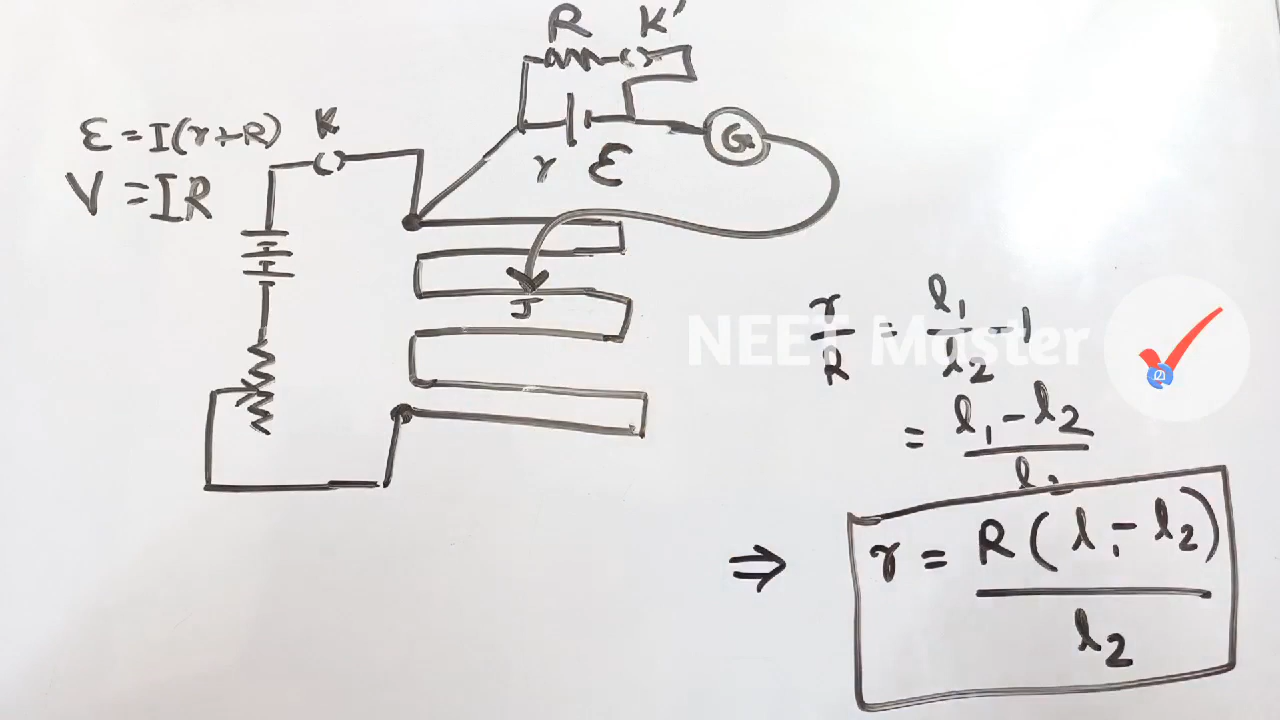 R K'
ε = I(r+R) K
V = IR
r ε
G
J
NEET Master
r/R = l₁/l₂ - 1
= l₁ - l₂ / l₂
⇒ r = R(l₁ - l₂) / l₂